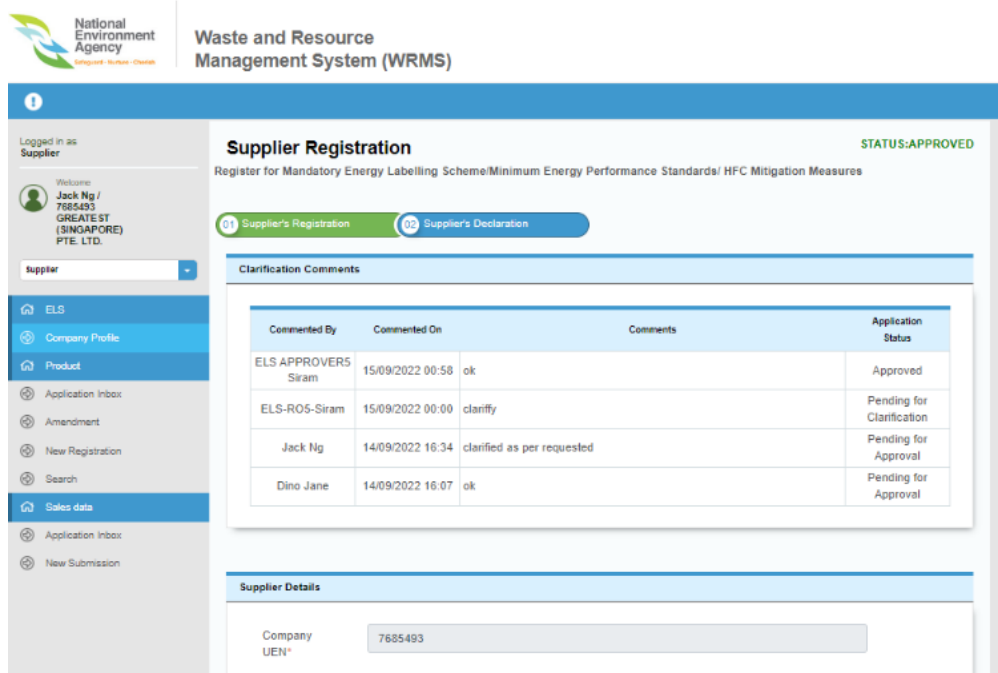 National
Environment
Agency
Safeguard · Nurture · Cherish
Waste and Resource
Management System (WRMS)
Logged in as
Supplier
Welcome
Jack Ng /
7685493
GREATEST
(SINGAPORE)
PTE. LTD.
Supplier
ELS
Company Profile
Product
Application Inbox
Amendment
New Registration
Search
Sales data
Application Inbox
New Submission
Supplier Registration
STATUS:APPROVED
Register for Mandatory Energy Labelling Scheme/Minimum Energy Performance Standards/ HFC Mitigation Measures
01 Supplier's Registration
02 Supplier's Declaration
Clarification Comments
Commented By Commented On Comments Application
Status
ELS APPROVER5
Siram 15/09/2022 00:58 ok Approved
ELS-RO5-Siram 15/09/2022 00:00 clariffy Pending for
Clarification
Jack Ng 14/09/2022 16:34 clarified as per requested Pending for
Approval
Dino Jane 14/09/2022 16:07 ok Pending for
Approval
Supplier Details
Company
UEN*
7685493